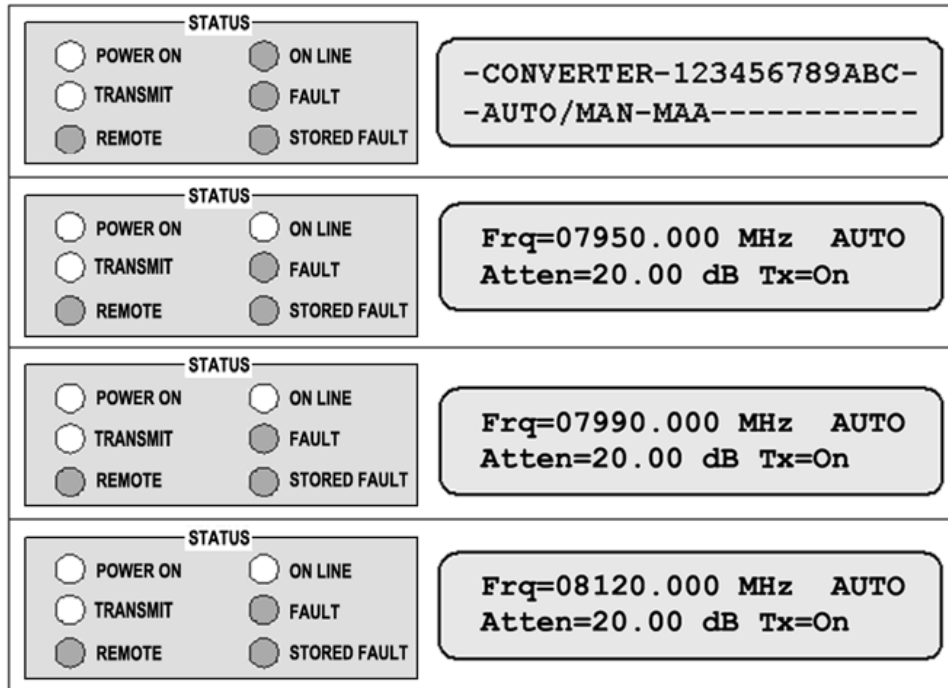 STATUS
POWER ON ON LINE
TRANSMIT FAULT
REMOTE STORED FAULT
-CONVERTER-123456789ABC-
-AUTO/MAN-MAA-----------
STATUS
POWER ON ON LINE
TRANSMIT FAULT
REMOTE STORED FAULT
Frq=07950.000 MHz AUTO
Atten=20.00 dB Tx=On
STATUS
POWER ON ON LINE
TRANSMIT FAULT
REMOTE STORED FAULT
Frq=07990.000 MHz AUTO
Atten=20.00 dB Tx=On
STATUS
POWER ON ON LINE
TRANSMIT FAULT
REMOTE STORED FAULT
Frq=08120.000 MHz AUTO
Atten=20.00 dB Tx=On